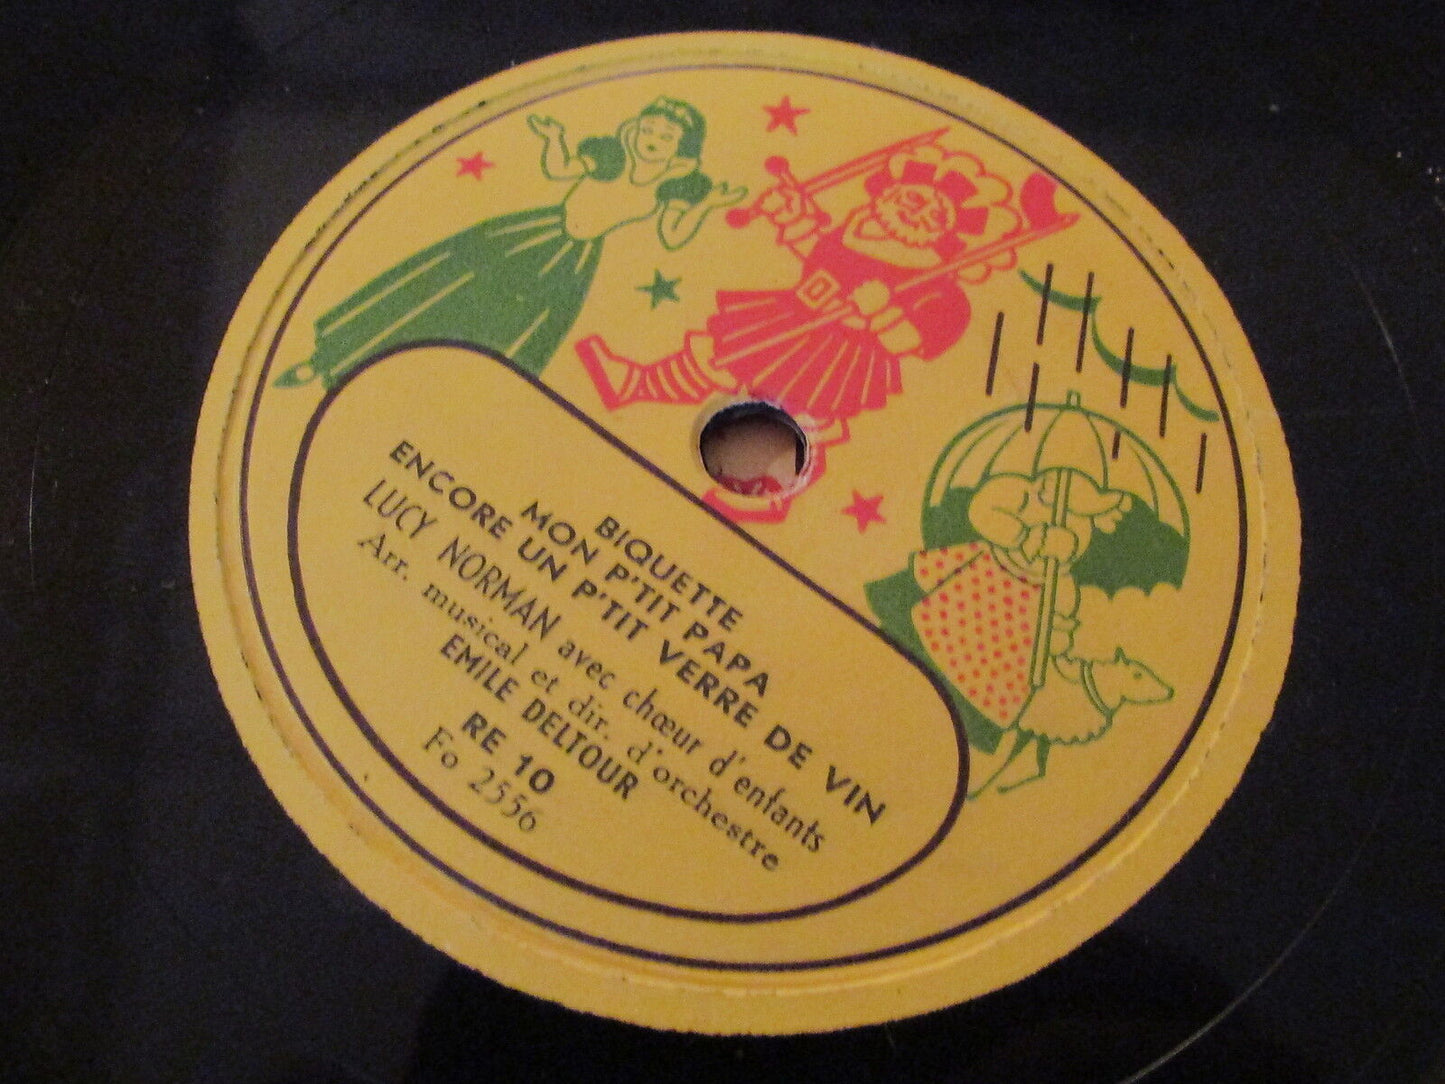 BIQUETTE
MON P'TIT PAPA
ENCORE UN P'TIT VERRE DE VIN
LUCY NORMAN avec chœur d'enfants
Arr. musical et dir. d'orchestre
EMILE DELTOUR
RE 10
Fo 2556